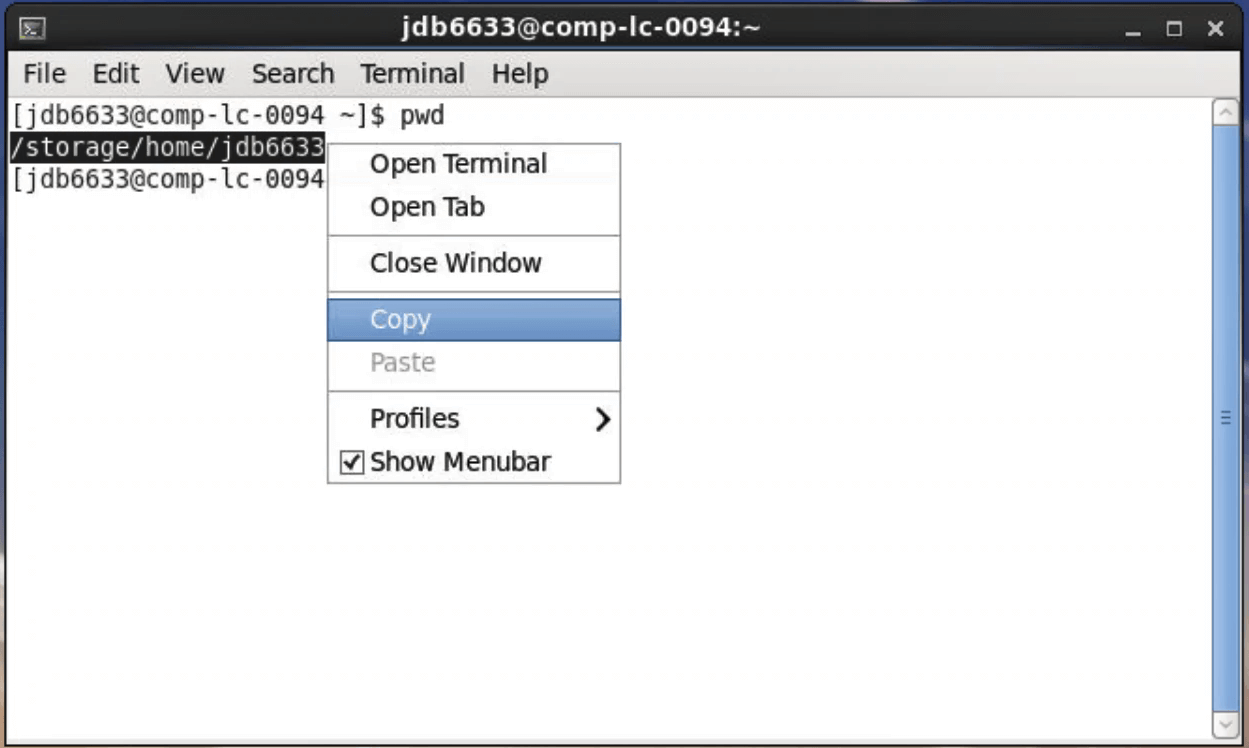 jdb6633@comp-lc-0094:~
File Edit View Search Terminal Help
[jdb6633@comp-lc-0094 ~]$ pwd
/storage/home/jdb6633
[jdb6633@comp-lc-0094
Open Terminal
Open Tab
Close Window
Copy
Paste
Profiles
Show Menubar